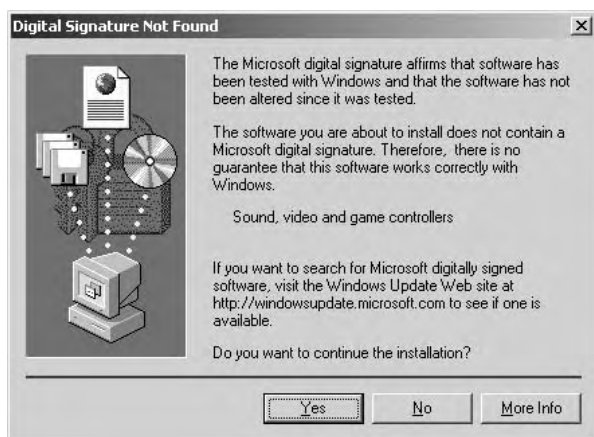 Digital Signature Not Found
The Microsoft digital signature affirms that software has
been tested with Windows and that the software has not
been altered since it was tested.
The software you are about to install does not contain a
Microsoft digital signature. Therefore, there is no
guarantee that this software works correctly with
Windows.
Sound, video and game controllers
If you want to search for Microsoft digitally signed
software, visit the Windows Update Web site at
http://windowsupdate.microsoft.com to see if one is
available.
Do you want to continue the installation?
Yes No More Info